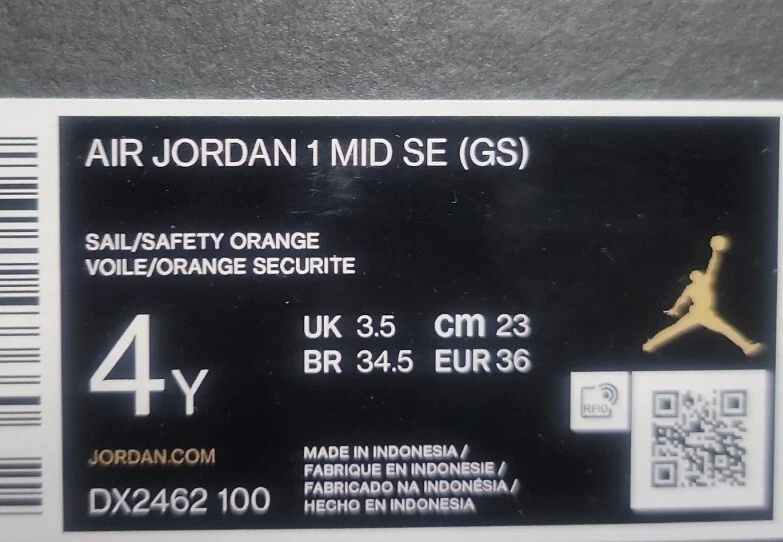 AIR JORDAN 1 MID SE (GS)
SAIL/SAFETY ORANGE
VOILE/ORANGE SECURITE
4Y
UK 3.5 cm 23
BR 34.5 EUR 36
RFID
JORDAN.COM
DX2462 100
MADE IN INDONESIA /
FABRIQUE EN INDONESIE /
FABRICADO NA INDONÉSIA /
HECHO EN INDONESIA